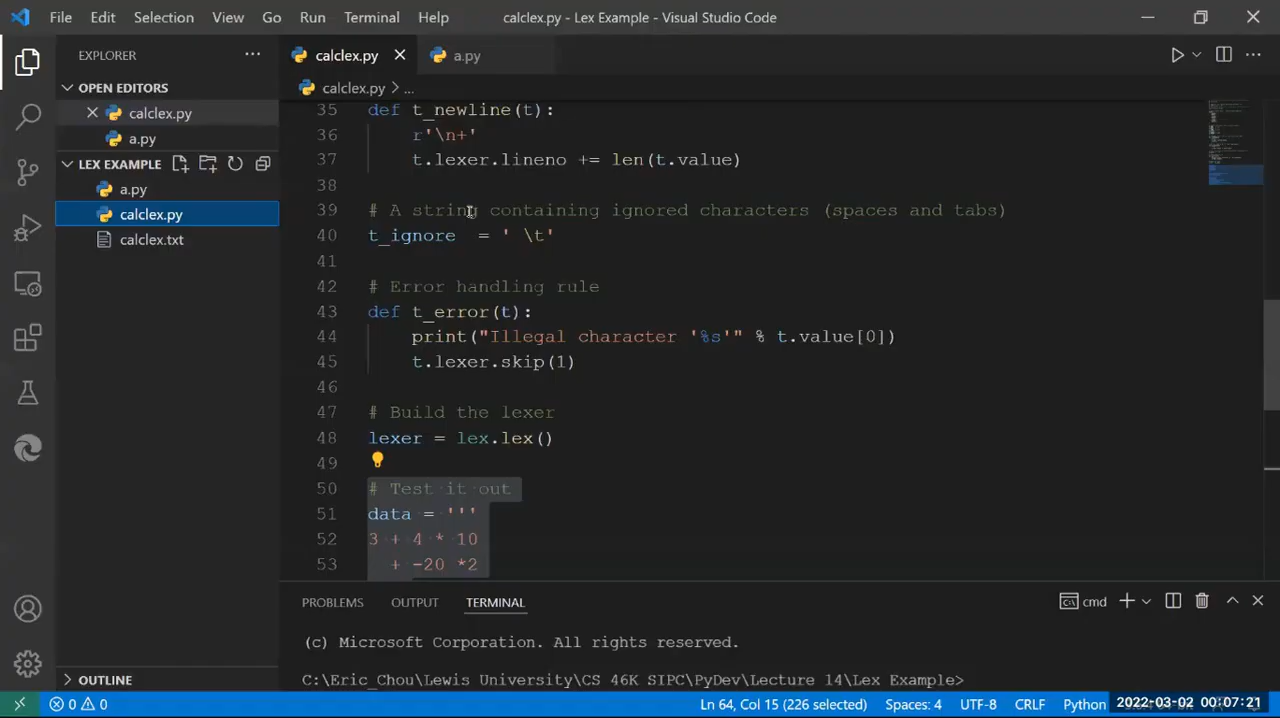 File Edit Selection View Go Run Terminal Help calclex.py - Lex Example - Visual Studio Code
EXPLORER ...
OPEN EDITORS
calclex.py
a.py
LEX EXAMPLE
a.py
calclex.py
calclex.txt
OUTLINE
calclex.py a.py
calclex.py > ...
35 def t_newline(t):
36 r'\n+'
37 t.lexer.lineno += len(t.value)
38
39 # A string containing ignored characters (spaces and tabs)
40 t_ignore  = ' \t'
41
42 # Error handling rule
43 def t_error(t):
44 print("Illegal character '%s'" % t.value[0])
45 t.lexer.skip(1)
46
47 # Build the lexer
48 lexer = lex.lex()
49
50 # Test it out
51 data = '''
52 3 + 4 * 10
53 + -20 *2
PROBLEMS OUTPUT TERMINAL cmd
(c) Microsoft Corporation. All rights reserved.
C:\Eric_Chou\Lewis University\CS 46K SIPC\PyDev\Lecture 14\Lex Example>
0 0 Ln 64, Col 15 (226 selected) Spaces: 4 UTF-8 CRLF Python 2022-03-02 00:07:21